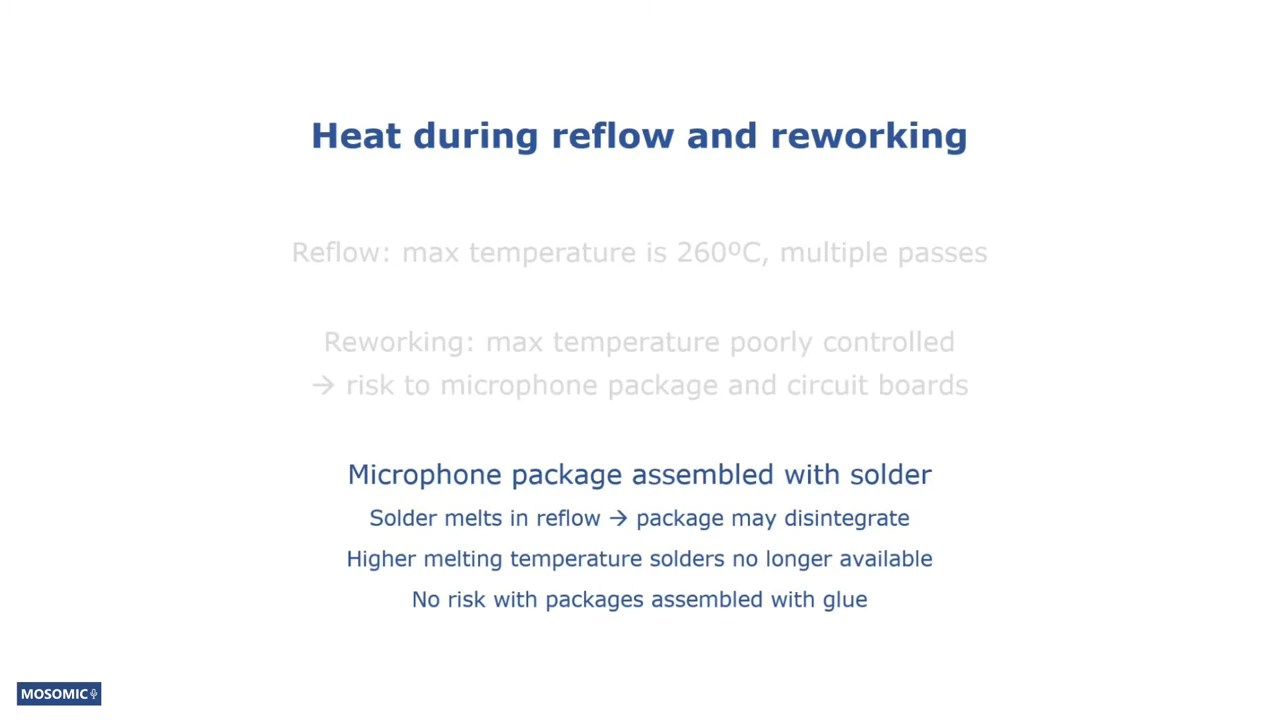 Heat during reflow and reworking
Reflow: max temperature is 260ºC, multiple passes
Reworking: max temperature poorly controlled
→ risk to microphone package and circuit boards
Microphone package assembled with solder
Solder melts in reflow → package may disintegrate
Higher melting temperature solders no longer available
No risk with packages assembled with glue
MOSOMIC